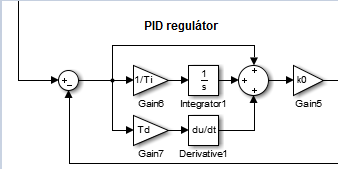 PID regulátor
1/Ti
Gain6
1
s
Integrator1
k0
Gain5
Td
Gain7
du/dt
Derivative1